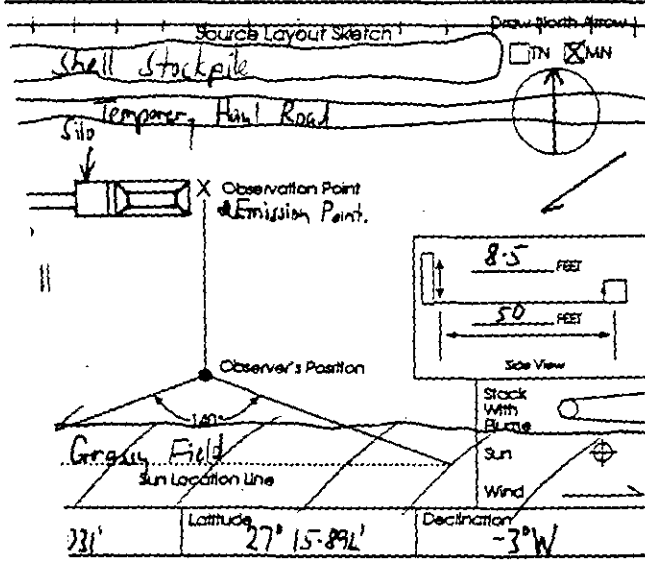 Source Layout Sketch
Draw North Arrow
TN X MN
Shell Stockpile
Temporary Haul Road
Silo
X Observation Point
& Emission Point.
8.5 FEET
50 FEET
Side View
Observer's Position
140°
Stack
With
Plume
Sun
Wind
Grassy Field
Sun Location Line
031'
Latitude
27° 15.892'
Declination
-3° W